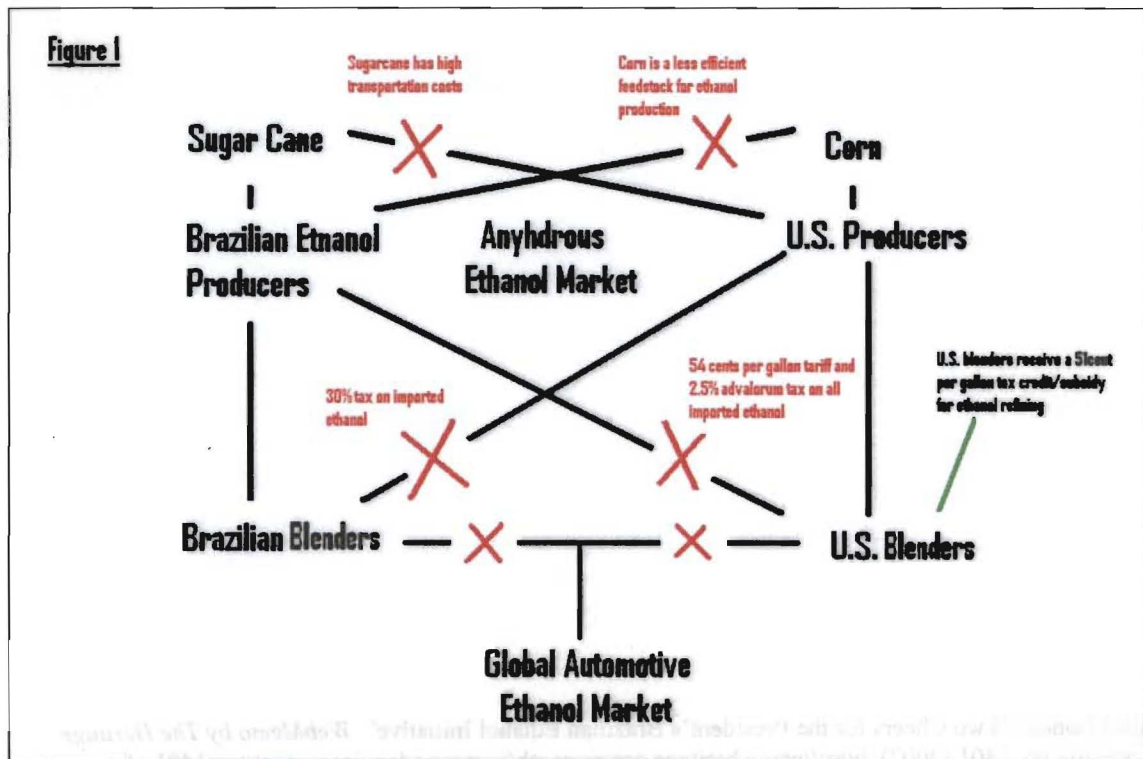 Figure 1
Sugarcane has high
transportation costs
Corn is a less efficient
feedstock for ethanol
production
Sugar Cane
Corn
Brazilian Etnanol
Producers
Anyhdrous
Ethanol Market
U.S. Producers
30% tax on imported
ethanol
54 cents per gallon tariff and
2.5% advalorum tax on all
imported ethanol
U.S. blenders receive a 51cent
per gallon tax credit/subsidy
for ethanol refining
Brazilian Blenders
U.S. Blenders
Global Automotive
Ethanol Market